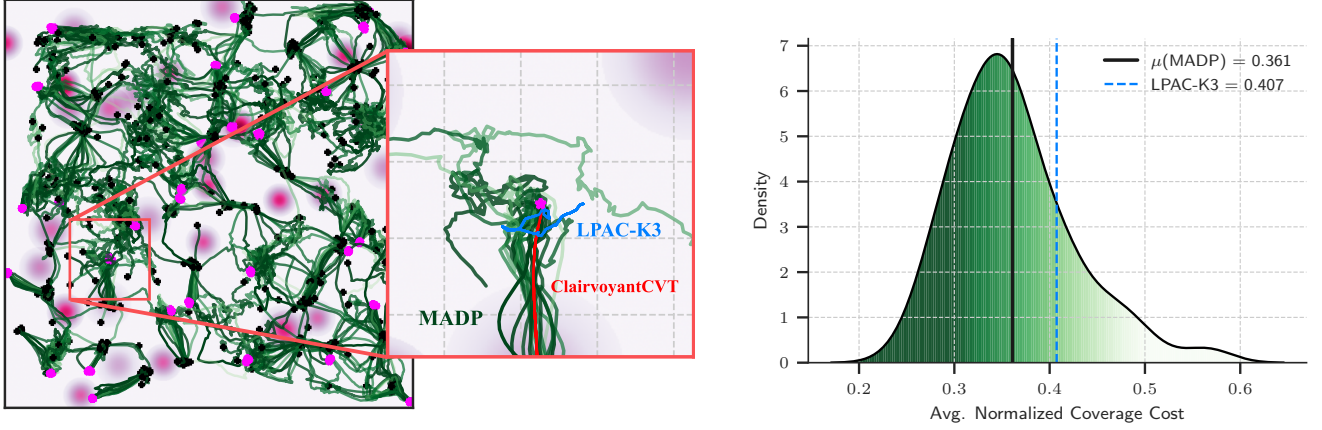 LPAC-K3
ClairvoyantCVT
MADP
7
6
5
4
3
2
1
0
Density
μ(MADP) = 0.361
LPAC-K3 = 0.407
0.2 0.3 0.4 0.5 0.6
Avg. Normalized Coverage Cost